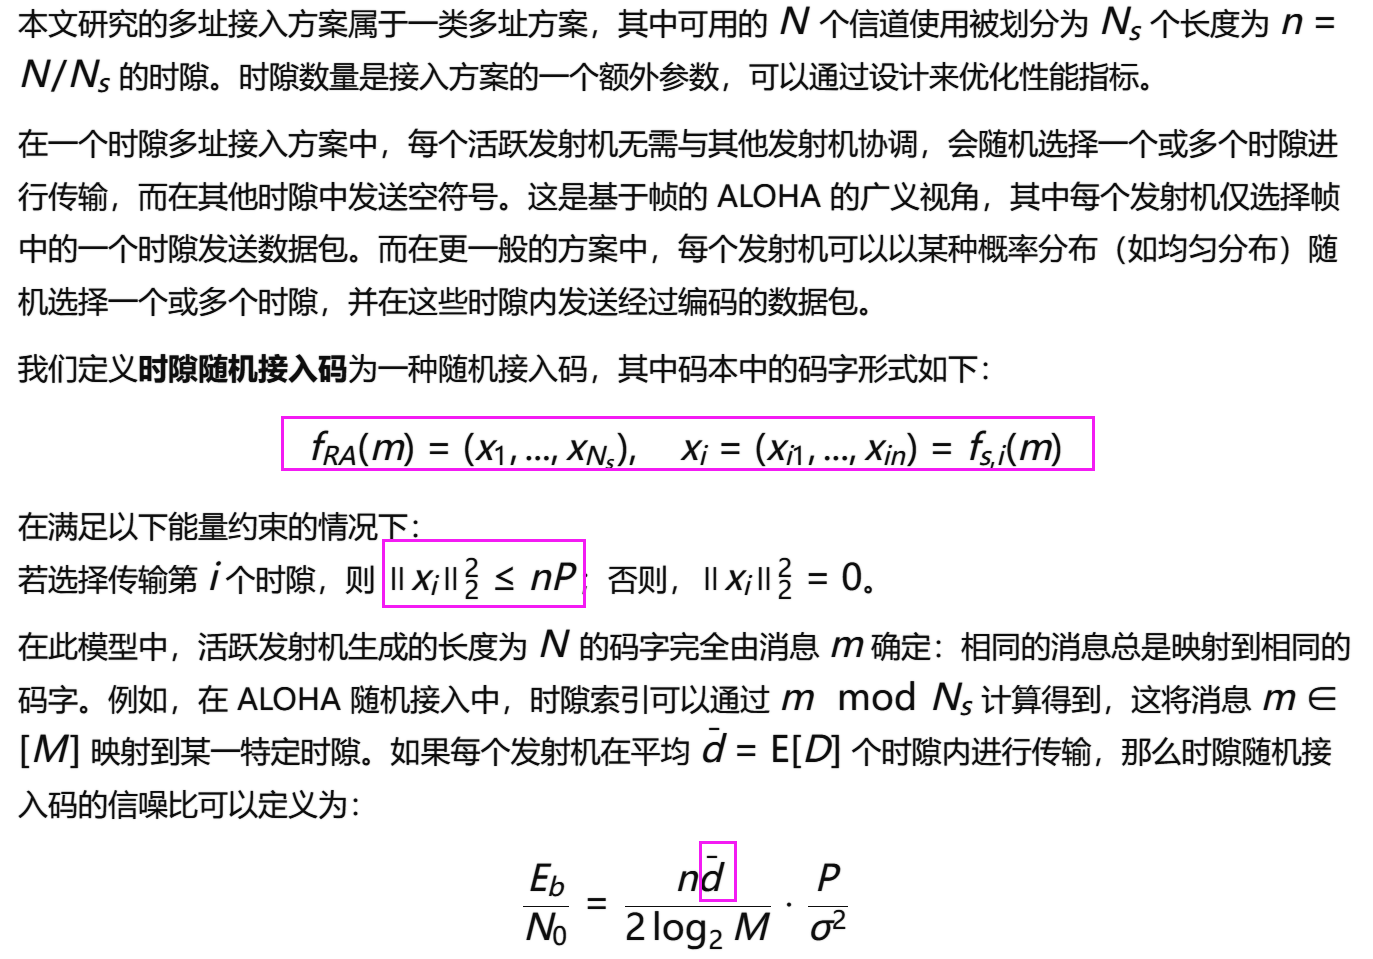 本文研究的多址接入方案属于一类多址方案，其中可用的 N 个信道使用被划分为 Nₛ 个长度为 n =
N/Nₛ 的时隙。时隙数量是接入方案的一个额外参数，可以通过设计来优化性能指标。
在一个时隙多址接入方案中，每个活跃发射机无需与其他发射机协调，会随机选择一个或多个时隙进
行传输，而在其他时隙中发送空符号。这是基于帧的 ALOHA 的广义视角，其中每个发射机仅选择帧
中的一个时隙发送数据包。而在更一般的方案中，每个发射机可以以某种概率分布（如均匀分布）随
机选择一个或多个时隙，并在这些时隙内发送经过编码的数据包。
我们定义时隙随机接入码为一种随机接入码，其中码本中的码字形式如下：
f_{RA}(m) = (x_1, ..., x_{N_s}), x_i = (x_{i1}, ..., x_{in}) = f_{s,i}(m)
在满足以下能量约束的情况下：
若选择传输第 i 个时隙，则 ||x_i||_2^2 ≤ nP；否则，||x_i||_2^2 = 0。
在此模型中，活跃发射机生成的长度为 N 的码字完全由消息 m 确定：相同的消息总是映射到相同的
码字。例如，在 ALOHA 随机接入中，时隙索引可以通过 m mod Nₛ 计算得到，这将消息 m ∈
[M] 映射到某一特定时隙。如果每个发射机在平均 d̄ = E[D] 个时隙内进行传输，那么时隙随机接
入码的信噪比可以定义为：
E_b/N_0 = n d̄/(2 log_2 M) · P/σ^2